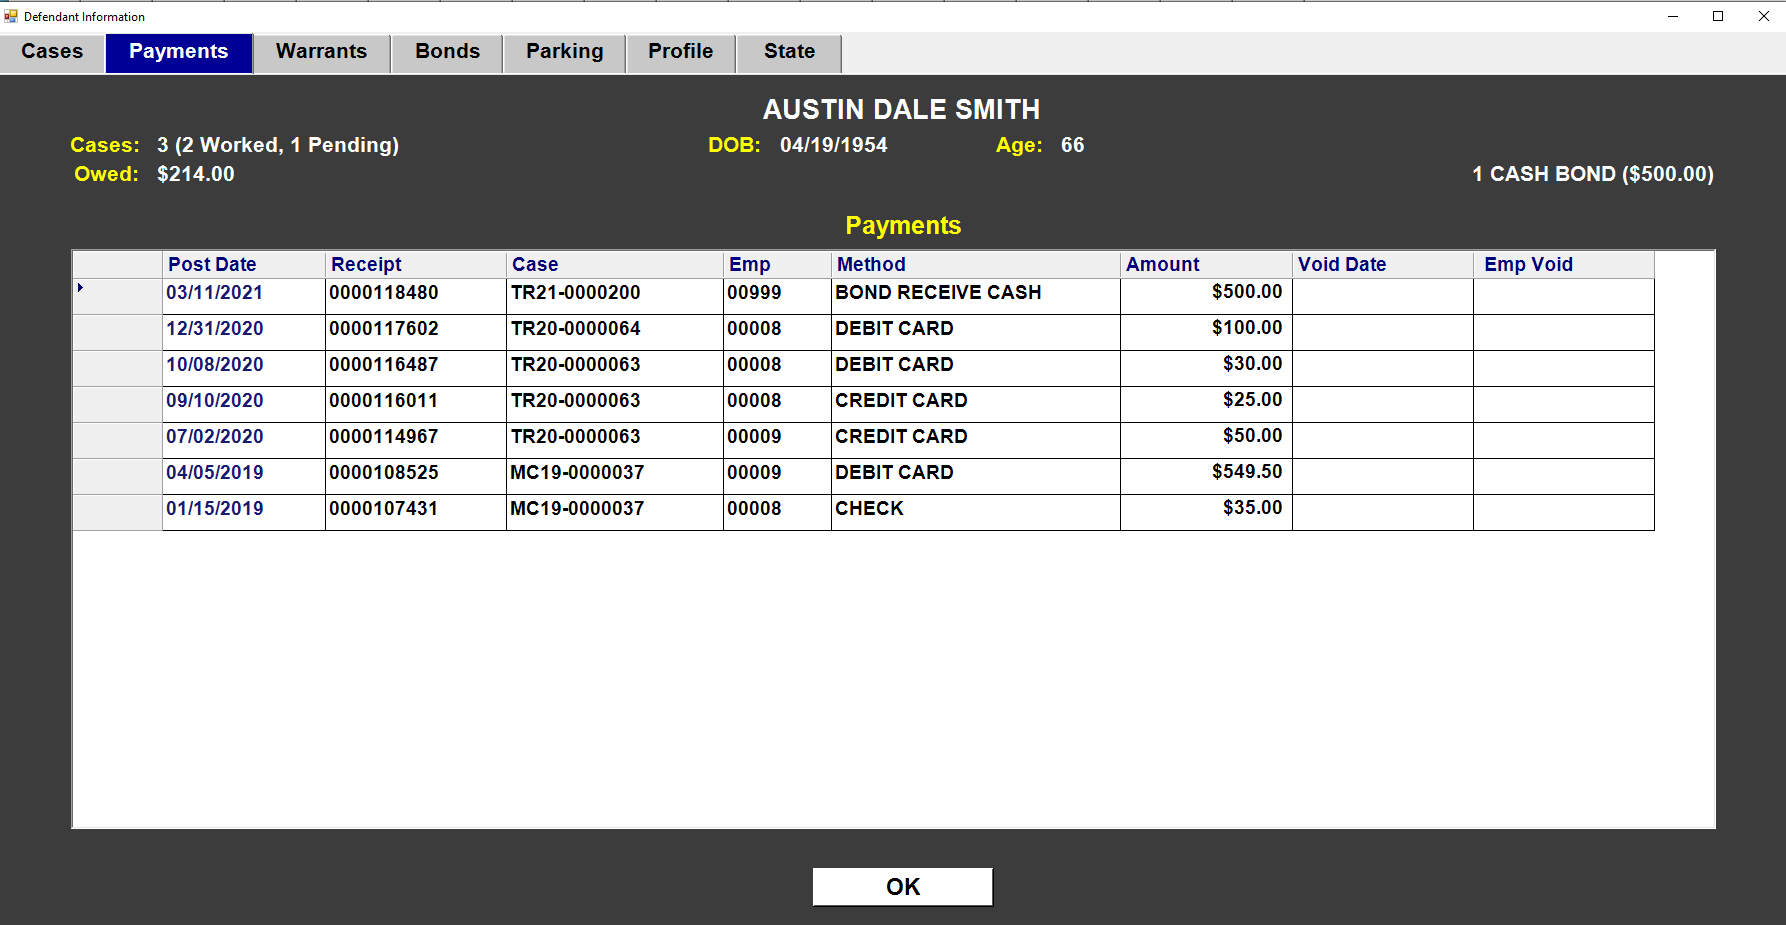 Defendant Information
Cases Payments Warrants Bonds Parking Profile State
AUSTIN DALE SMITH
Cases: 3 (2 Worked, 1 Pending) DOB: 04/19/1954 Age: 66
Owed: $214.00 1 CASH BOND ($500.00)
Payments
Post Date Receipt Case Emp Method Amount Void Date Emp Void
03/11/2021 0000118480 TR21-0000200 00999 BOND RECEIVE CASH $500.00
12/31/2020 0000117602 TR20-0000064 00008 DEBIT CARD $100.00
10/08/2020 0000116487 TR20-0000063 00008 DEBIT CARD $30.00
09/10/2020 0000116011 TR20-0000063 00008 CREDIT CARD $25.00
07/02/2020 0000114967 TR20-0000063 00009 CREDIT CARD $50.00
04/05/2019 0000108525 MC19-0000037 00009 DEBIT CARD $549.50
01/15/2019 0000107431 MC19-0000037 00008 CHECK $35.00
OK